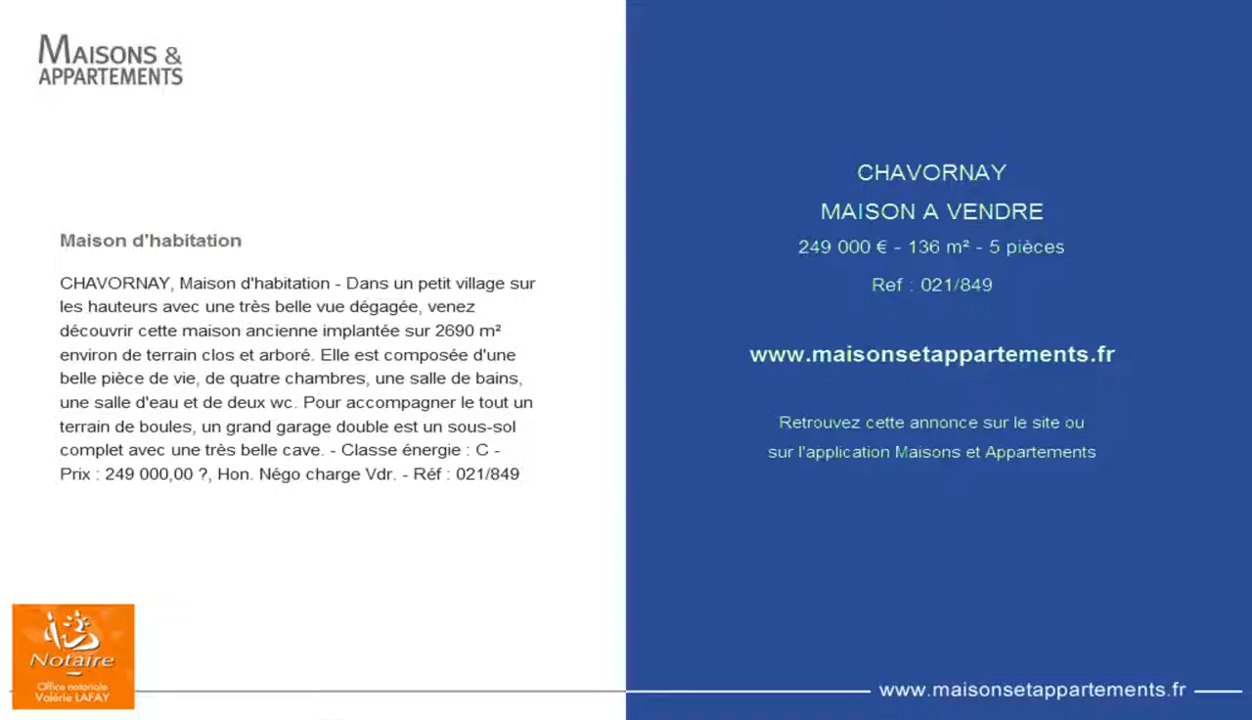 MAISONS &
APPARTEMENTS
Maison d'habitation
CHAVORNAY, Maison d'habitation - Dans un petit village sur
les hauteurs avec une très belle vue dégagée, venez
découvrir cette maison ancienne implantée sur 2690 m²
environ de terrain clos et arboré. Elle est composée d'une
belle pièce de vie, de quatre chambres, une salle de bains,
une salle d'eau et de deux wc. Pour accompagner le tout un
terrain de boules, un grand garage double est un sous-sol
complet avec une très belle cave. - Classe énergie : C -
Prix : 249 000,00 ?, Hon. Négo charge Vdr. - Réf : 021/849
Notaire
Office notariale
Valérie LAFAY
CHAVORNAY
MAISON A VENDRE
249 000 € - 136 m² - 5 pièces
Ref : 021/849
www.maisonsetappartements.fr
Retrouvez cette annonce sur le site ou
sur l'application Maisons et Appartements
www.maisonsetappartements.fr